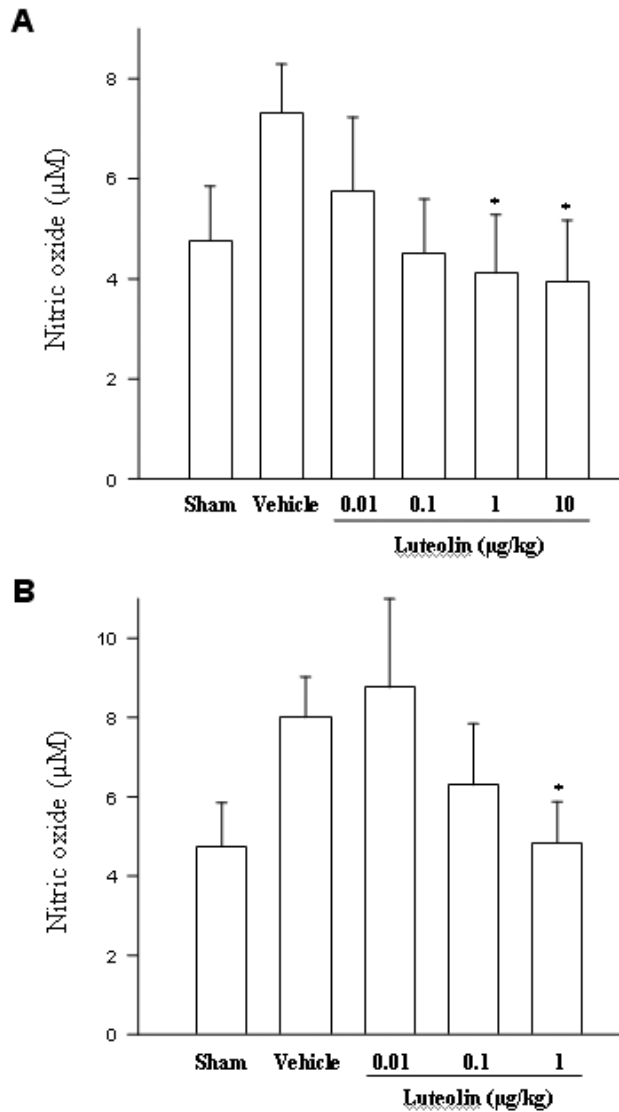 A
Nitric oxide (µM)
8
6
4
2
0
*
*
Sham Vehicle 0.01 0.1 1 10
Luteolin (µg/kg)
B
Nitric oxide (µM)
10
8
6
4
2
0
*
Sham Vehicle 0.01 0.1 1
Luteolin (µg/kg)